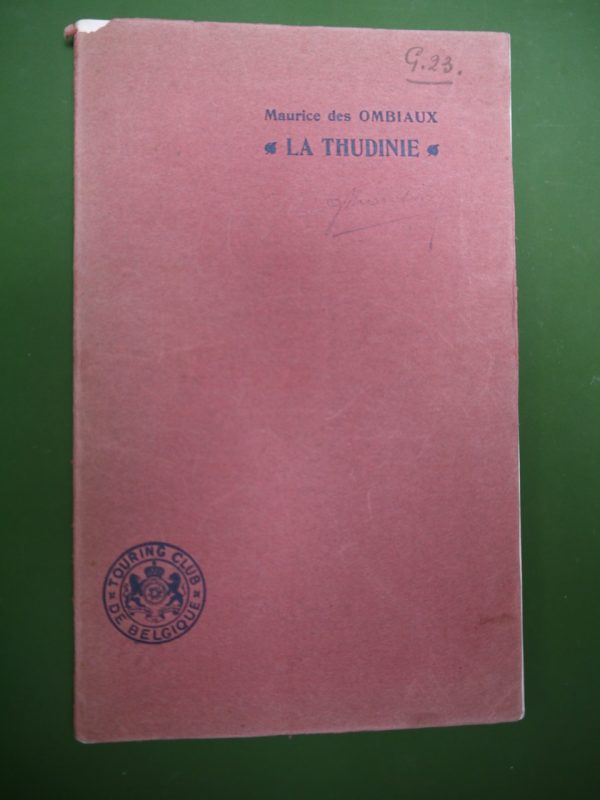 G.23.
Maurice des OMBIAUX
LA THUDINIE
TOURING CLUB
DE BELGIQUE